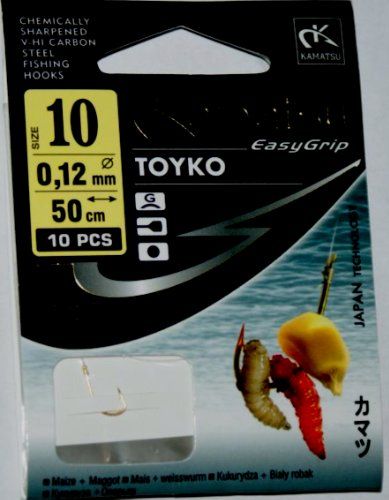 CHEMICALLY
SHARPENED
V-HI CARBON
STEEL
FISHING
HOOKS
KAMATSU
SIZE
10
0,12 mm Ø
50 cm
10 PCS
EasyGrip
TOYKO
G
JAPAN TECHNOLOGY
カマツ
■ Maize + Maggot ■ Mais + weisswurm ■ Kukurydza + Biały robak